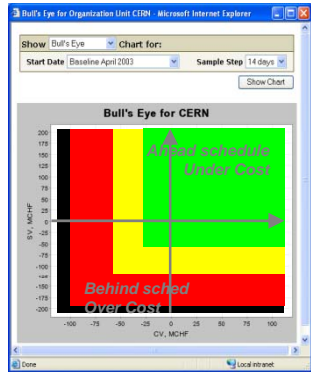 Bull's Eye for Organization Unit CERN - Microsoft Internet Explorer
Show Bull's Eye Chart for:
Start Date Baseline April 2003 Sample Step 14 days
Show Chart
Bull's Eye for CERN
Ahead schedule
Under Cost
SV, MCHF
200
175
150
125
100
75
50
25
0
-25
-50
-75
-100
-125
-150
-175
-200
Behind sched
Over Cost
-100 -75 -50 -25 0 25 50 75 100
CV, MCHF
Done Local intranet